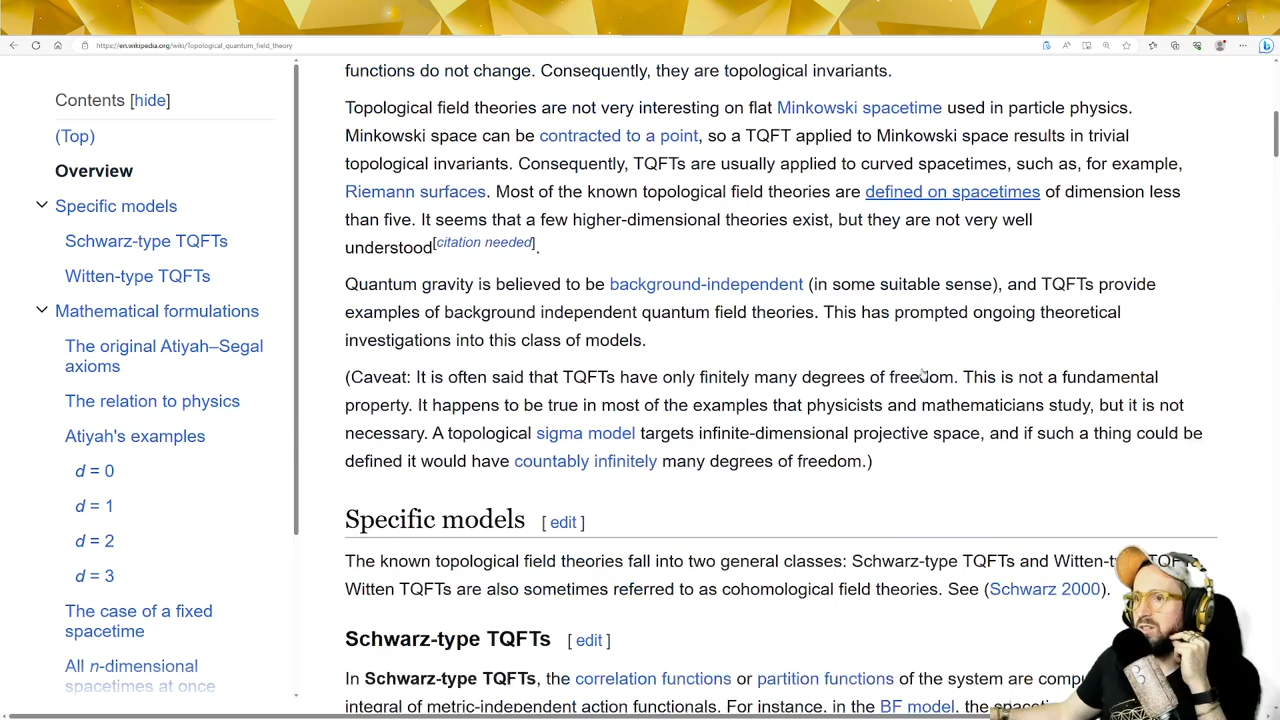 https://en.wikipedia.org/wiki/Topological_quantum_field_theory
Contents [hide]
(Top)
Overview
Specific models
Schwarz-type TQFTs
Witten-type TQFTs
Mathematical formulations
The original Atiyah–Segal
axioms
The relation to physics
Atiyah's examples
d = 0
d = 1
d = 2
d = 3
The case of a fixed
spacetime
All n-dimensional
spacetimes at once
functions do not change. Consequently, they are topological invariants.
Topological field theories are not very interesting on flat Minkowski spacetime used in particle physics.
Minkowski space can be contracted to a point, so a TQFT applied to Minkowski space results in trivial
topological invariants. Consequently, TQFTs are usually applied to curved spacetimes, such as, for example,
Riemann surfaces. Most of the known topological field theories are defined on spacetimes of dimension less
than five. It seems that a few higher-dimensional theories exist, but they are not very well
understood[citation needed].
Quantum gravity is believed to be background-independent (in some suitable sense), and TQFTs provide
examples of background independent quantum field theories. This has prompted ongoing theoretical
investigations into this class of models.
(Caveat: It is often said that TQFTs have only finitely many degrees of freedom. This is not a fundamental
property. It happens to be true in most of the examples that physicists and mathematicians study, but it is not
necessary. A topological sigma model targets infinite-dimensional projective space, and if such a thing could be
defined it would have countably infinitely many degrees of freedom.)
Specific models [ edit ]
The known topological field theories fall into two general classes: Schwarz-type TQFTs and Witten-t TQFTs.
Witten TQFTs are also sometimes referred to as cohomological field theories. See (Schwarz 2000).
Schwarz-type TQFTs [ edit ]
In Schwarz-type TQFTs, the correlation functions or partition functions of the system are comp
integral of metric-independent action functionals. For instance, in the BF model, the